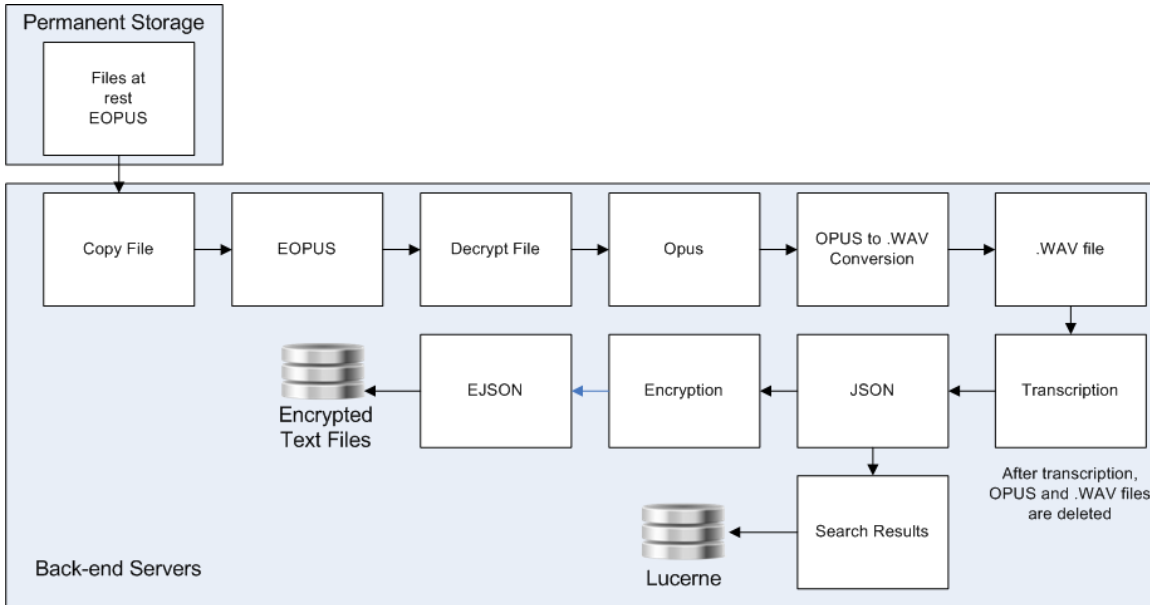 Permanent Storage
Files at
rest
EOPUS
Copy File
EOPUS
Decrypt File
Opus
OPUS to .WAV
Conversion
.WAV file
Encrypted
Text Files
EJSON
Encryption
JSON
Transcription
After transcription,
OPUS and .WAV files
are deleted
Search Results
Lucerne
Back-end Servers